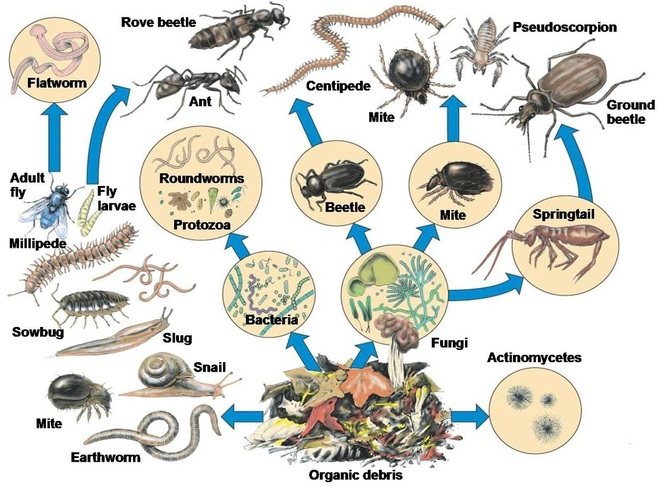 Rove beetle
Flatworm
Ant
Centipede
Mite
Pseudoscorpion
Ground
beetle
Adult
fly
Fly
larvae
Millipede
Roundworms
Protozoa
Beetle
Mite
Springtail
Sowbug
Slug
Bacteria
Fungi
Snail
Mite
Earthworm
Actinomycetes
Organic debris